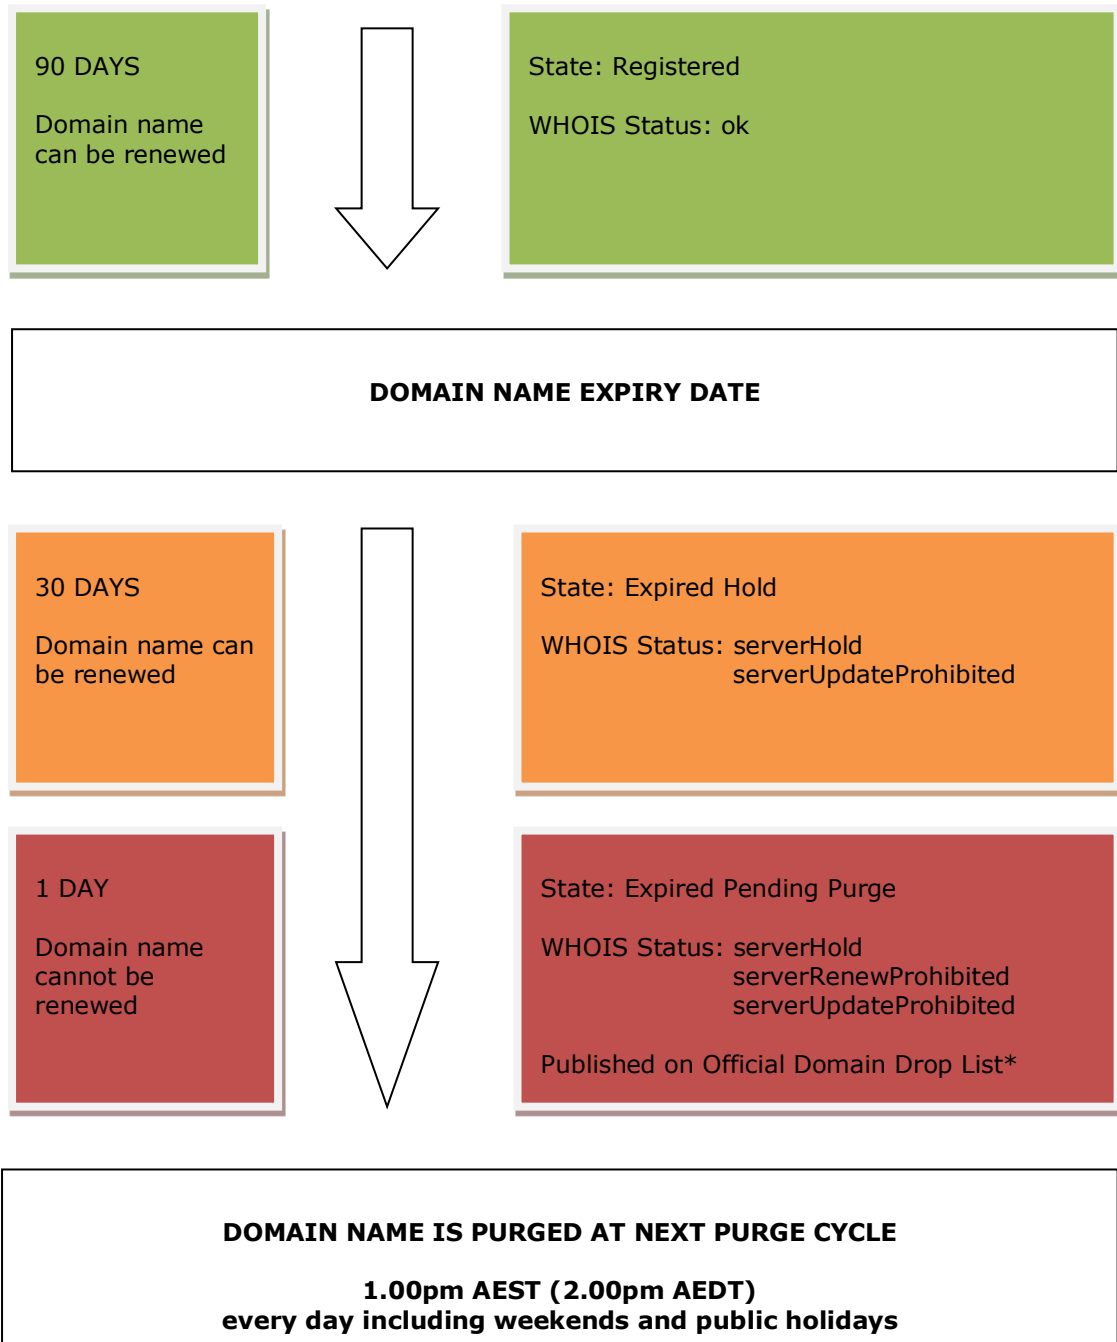 90 DAYS
Domain name
can be renewed
State: Registered
WHOIS Status: ok
DOMAIN NAME EXPIRY DATE
30 DAYS
Domain name can
be renewed
State: Expired Hold
WHOIS Status: serverHold
serverUpdateProhibited
1 DAY
Domain name
cannot be
renewed
State: Expired Pending Purge
WHOIS Status: serverHold
serverRenewProhibited
serverUpdateProhibited
Published on Official Domain Drop List*
DOMAIN NAME IS PURGED AT NEXT PURGE CYCLE
1.00pm AEST (2.00pm AEDT)
every day including weekends and public holidays